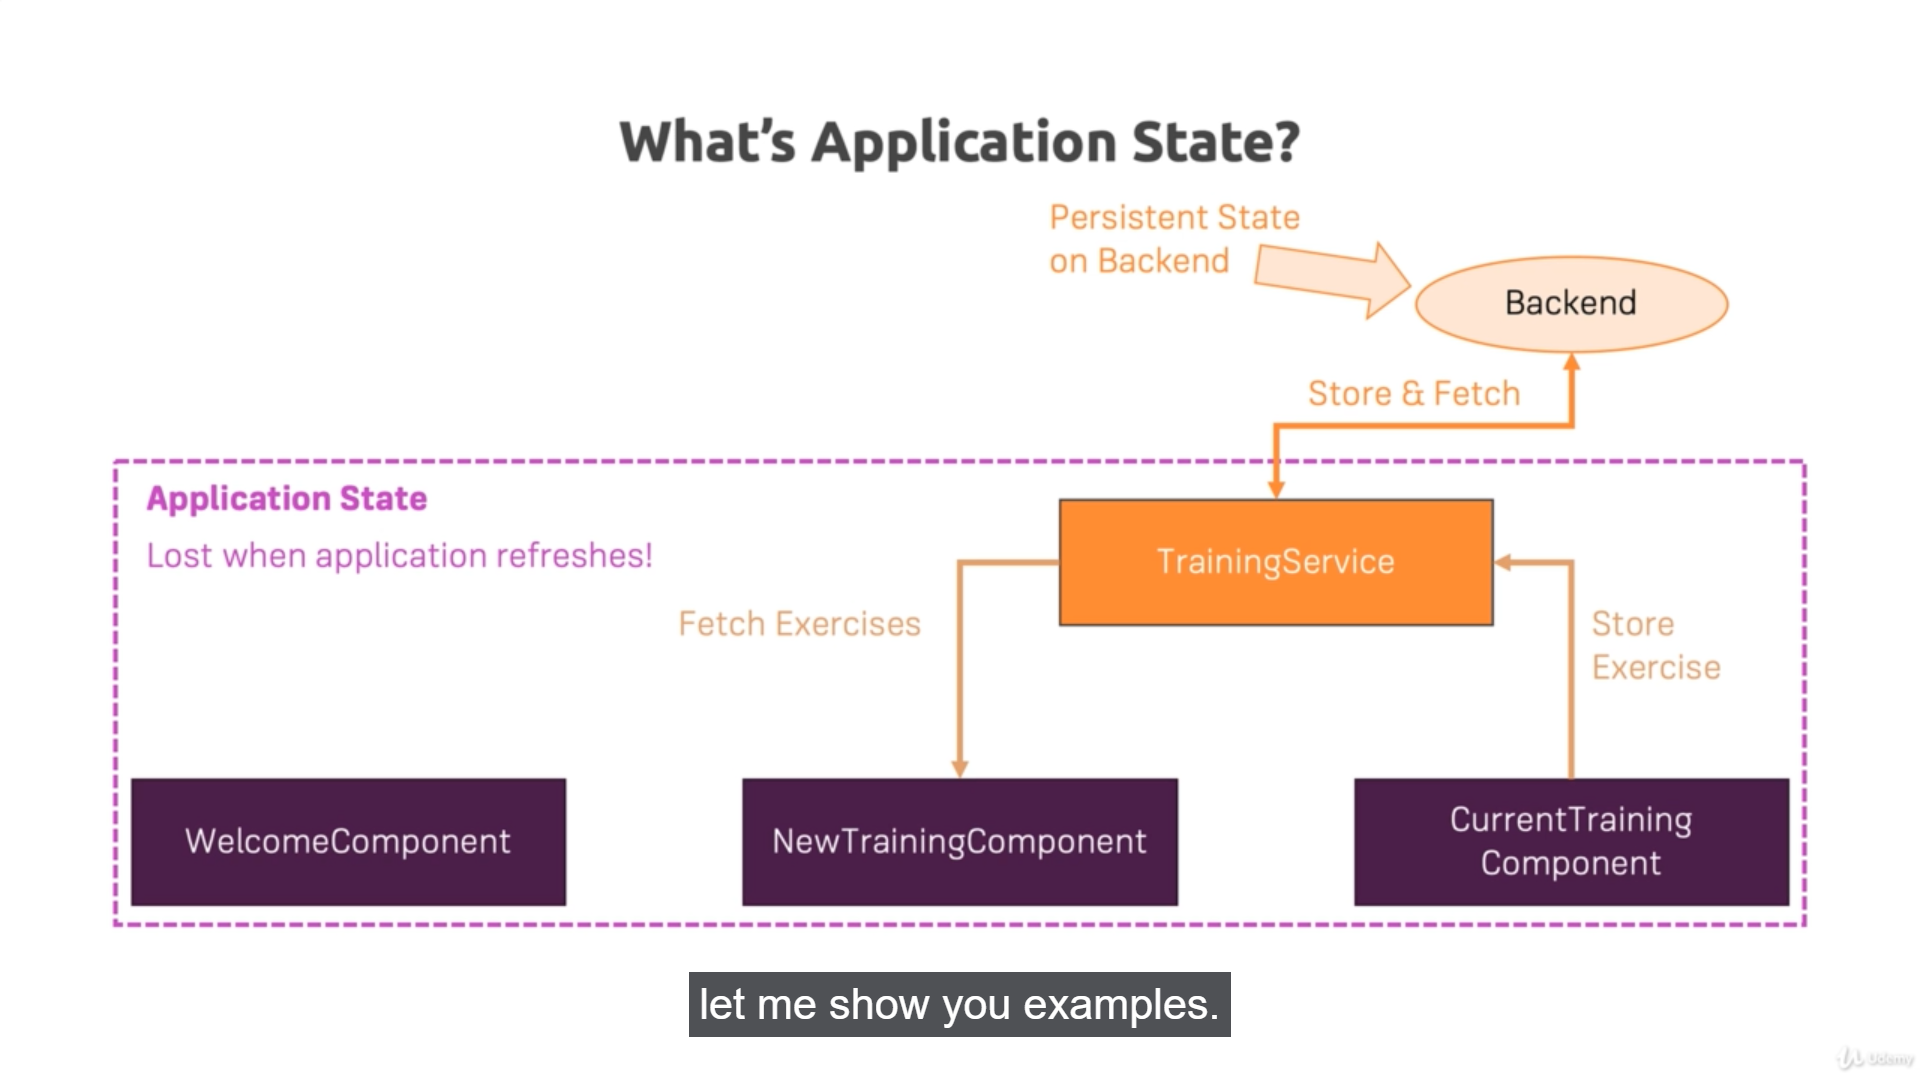 What's Application State?
Persistent State
on Backend
Backend
Store & Fetch
Application State
Lost when application refreshes!
TrainingService
Fetch Exercises
Store
Exercise
WelcomeComponent
NewTrainingComponent
CurrentTraining
Component
let me show you examples.
Udemy